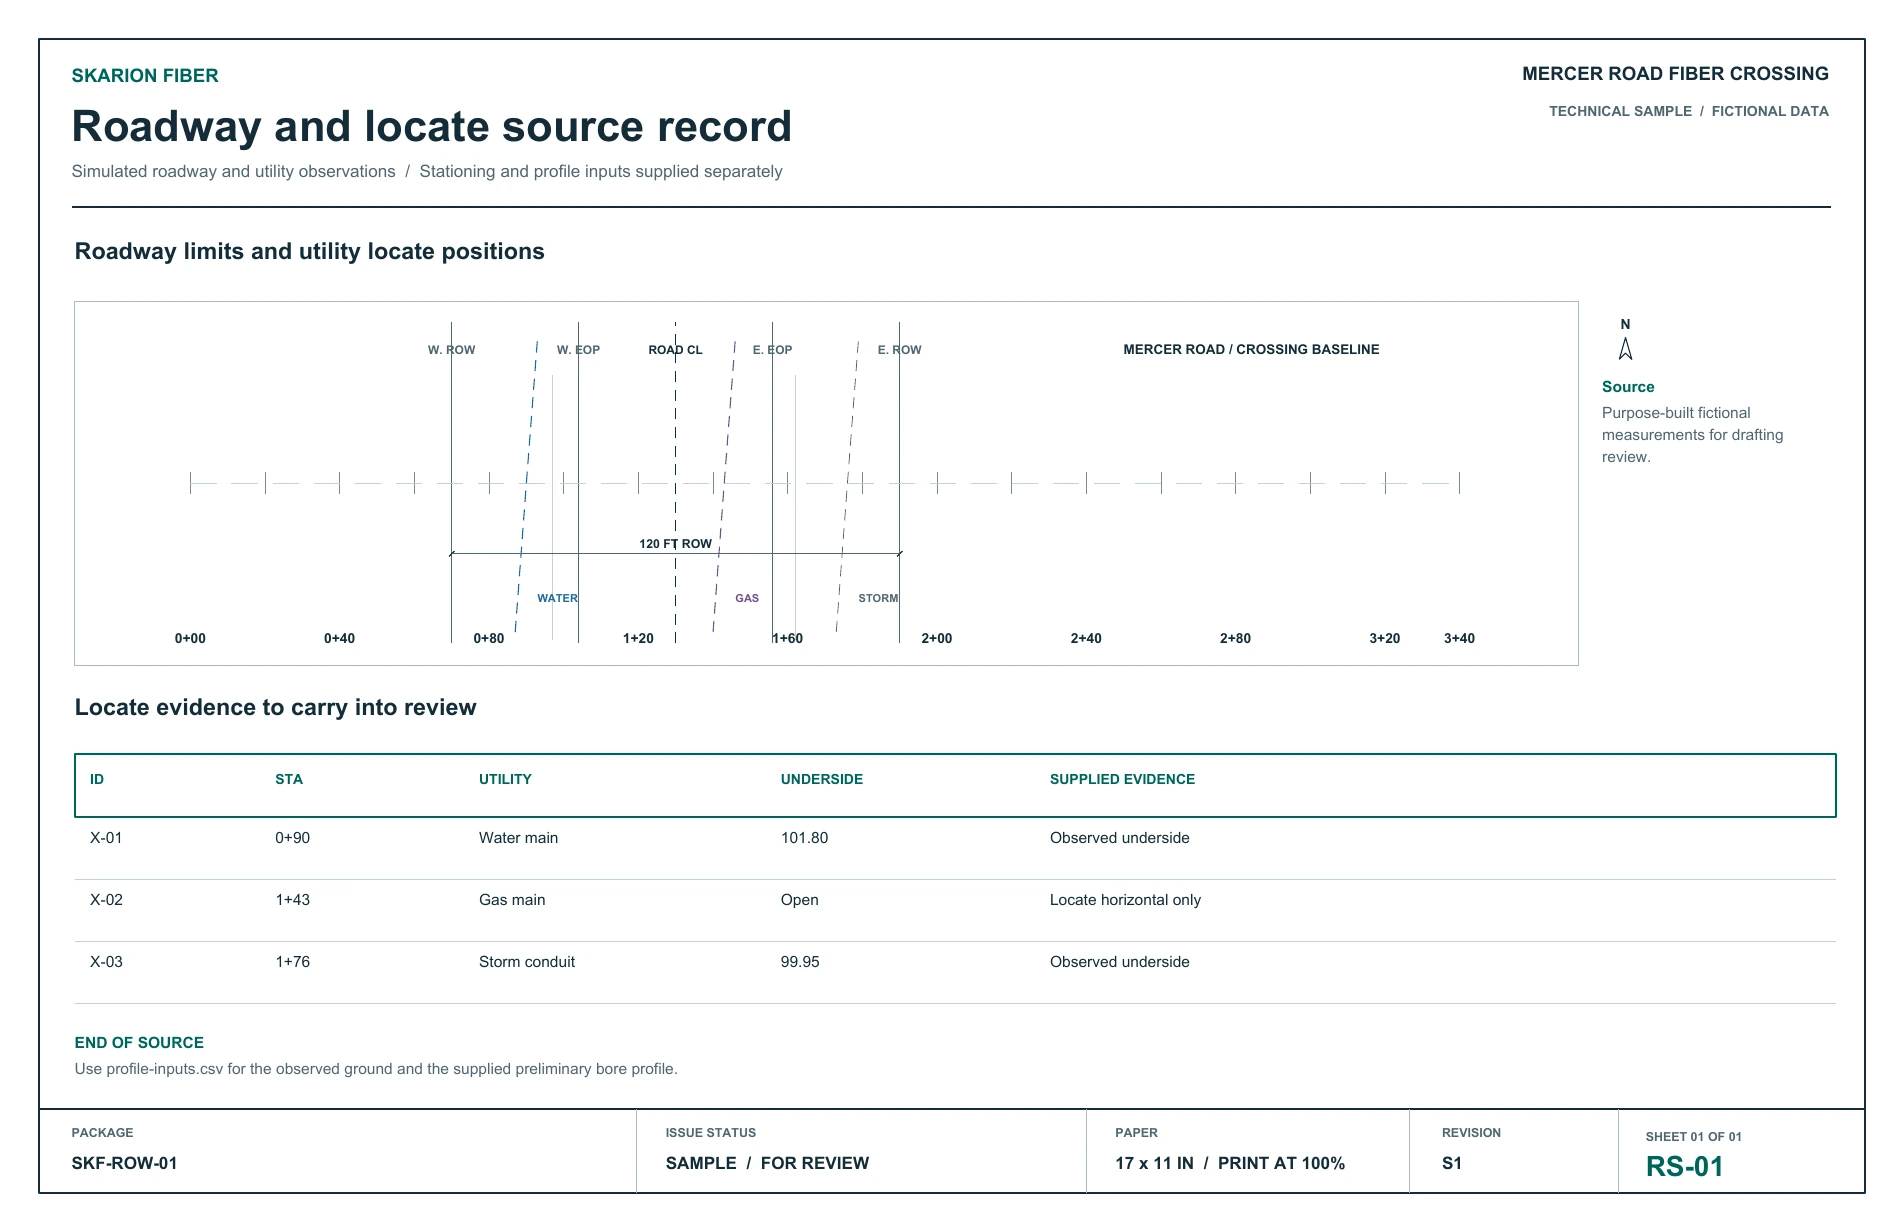 SKARION FIBER
MERCER ROAD FIBER CROSSING
Roadway and locate source record
TECHNICAL SAMPLE / FICTIONAL DATA
Simulated roadway and utility observations / Stationing and profile inputs supplied separately
Roadway limits and utility locate positions
W. ROW W. EOP ROAD CL E. EOP E. ROW MERCER ROAD / CROSSING BASELINE
120 FT ROW
WATER GAS STORM
0+00 0+40 0+80 1+20 1+60 2+00 2+40 2+80 3+20 3+40
N
Source
Purpose-built fictional
measurements for drafting
review.
Locate evidence to carry into review
ID STA UTILITY UNDERSIDE SUPPLIED EVIDENCE
X-01 0+90 Water main 101.80 Observed underside
X-02 1+43 Gas main Open Locate horizontal only
X-03 1+76 Storm conduit 99.95 Observed underside
END OF SOURCE
Use profile-inputs.csv for the observed ground and the supplied preliminary bore profile.
PACKAGE ISSUE STATUS PAPER REVISION SHEET 01 OF 01
SKF-ROW-01 SAMPLE / FOR REVIEW 17 x 11 IN / PRINT AT 100% S1 RS-01